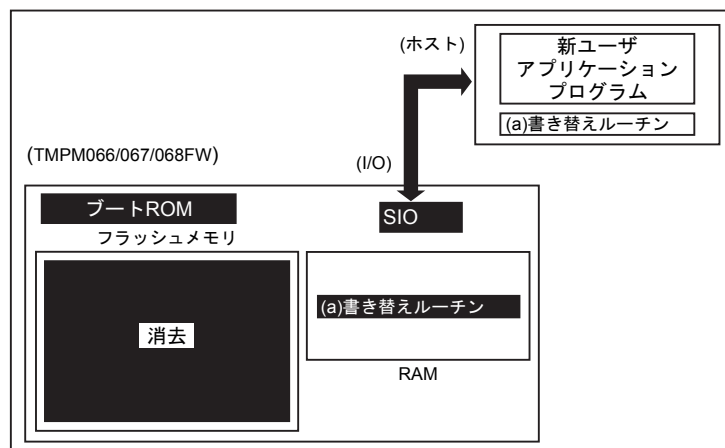 (ホスト)
新ユーザ
アプリケーション
プログラム
(a)書き替えルーチン
(TMPM066/067/068FW)
(I/O)
ブートROM
SIO
フラッシュメモリ
消去
(a)書き替えルーチン
RAM